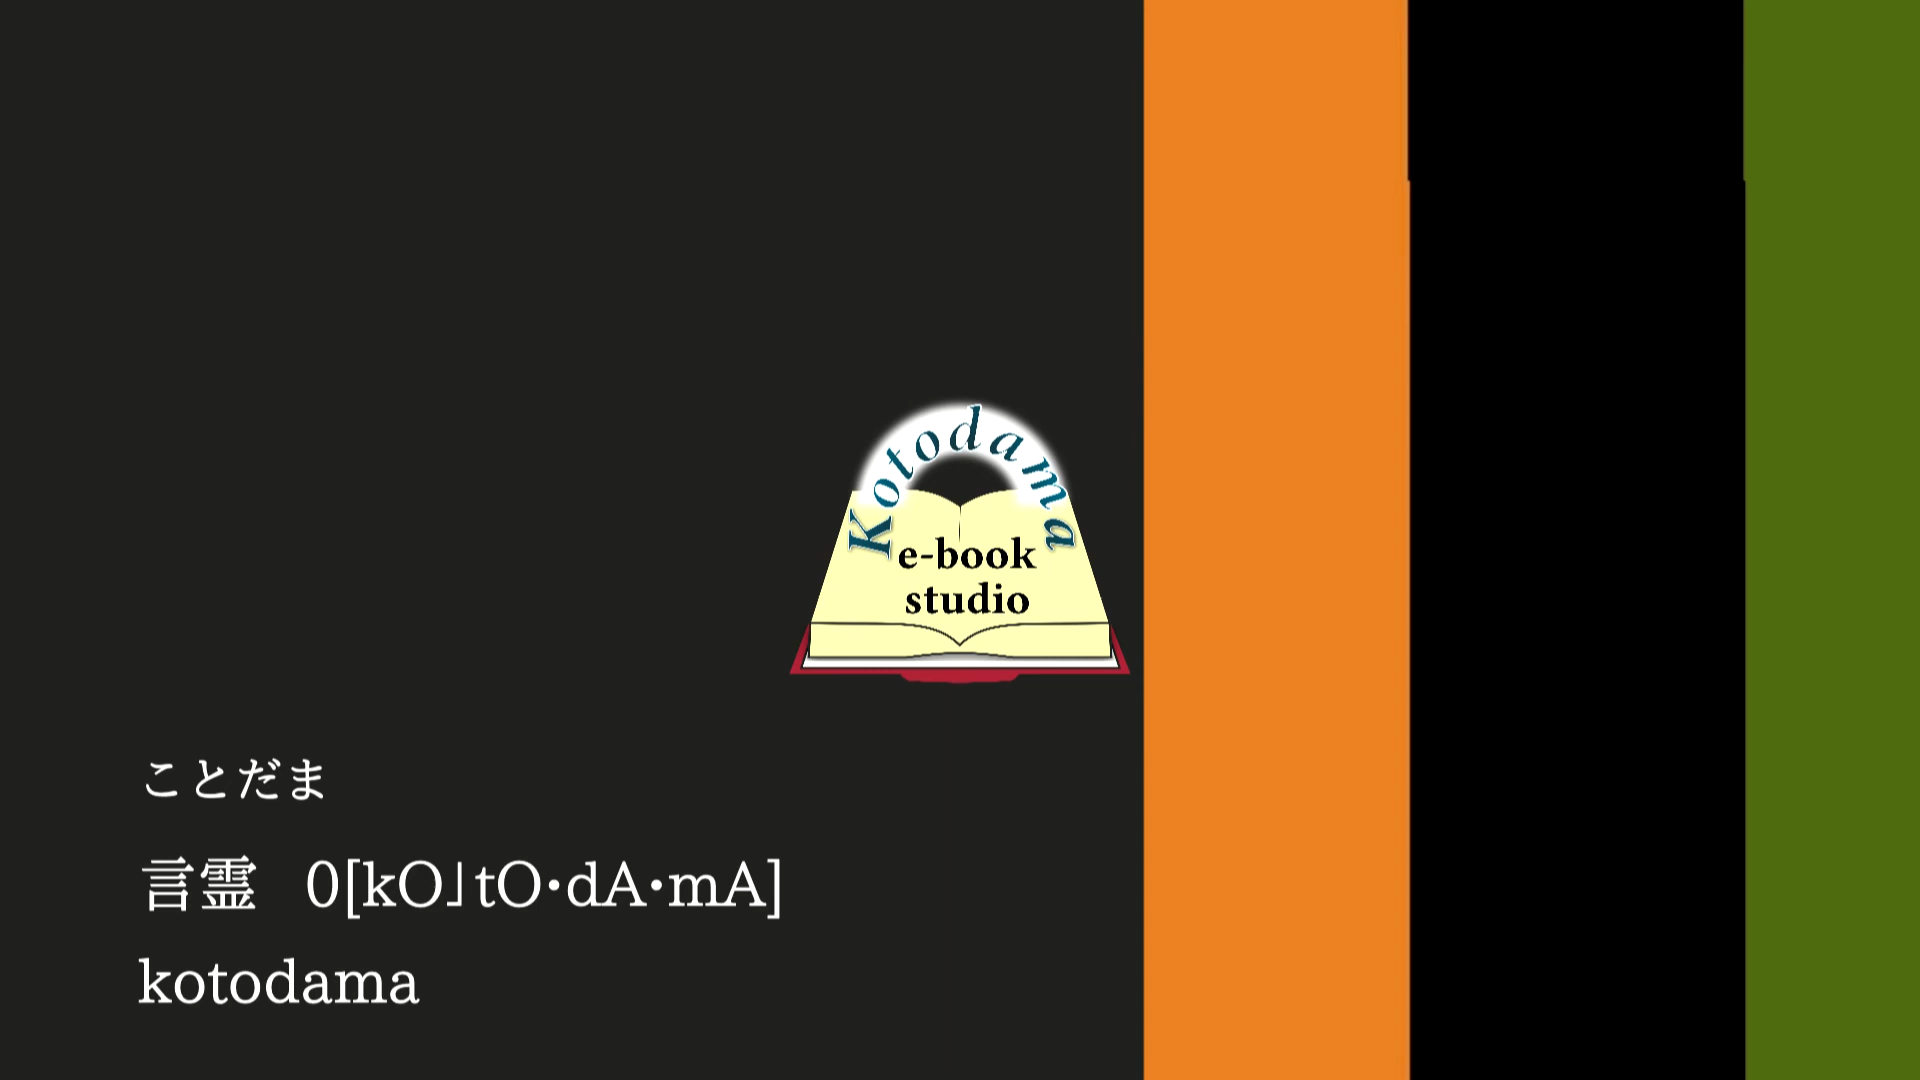 Kotodama
e-book
studio
ことだま
言霊 0[kO」tO・dA・mA]
kotodama